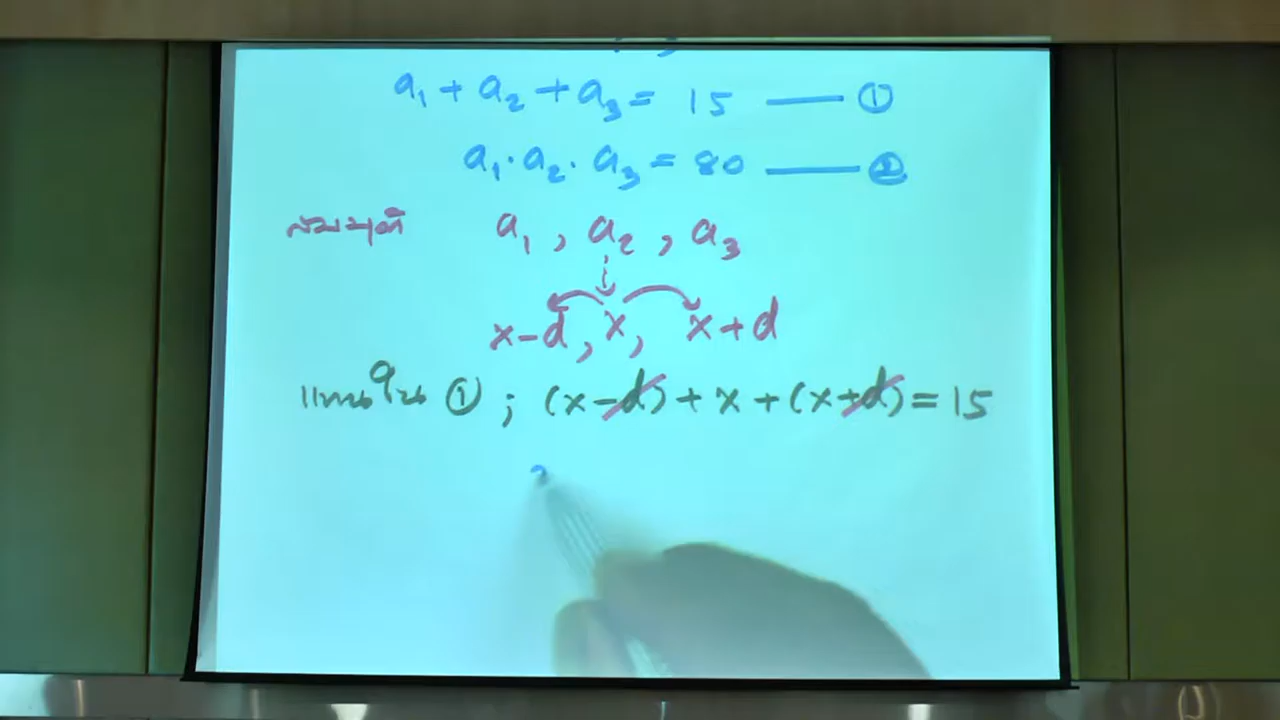 a₁ + a₂ + a₃ = 15 —— ①
a₁ · a₂ · a₃ = 80 —— ②
สมมุติ a₁ , a₂ , a₃
x-d , x, x+d
แทนใน ① ; (x-d) + x + (x+d) = 15